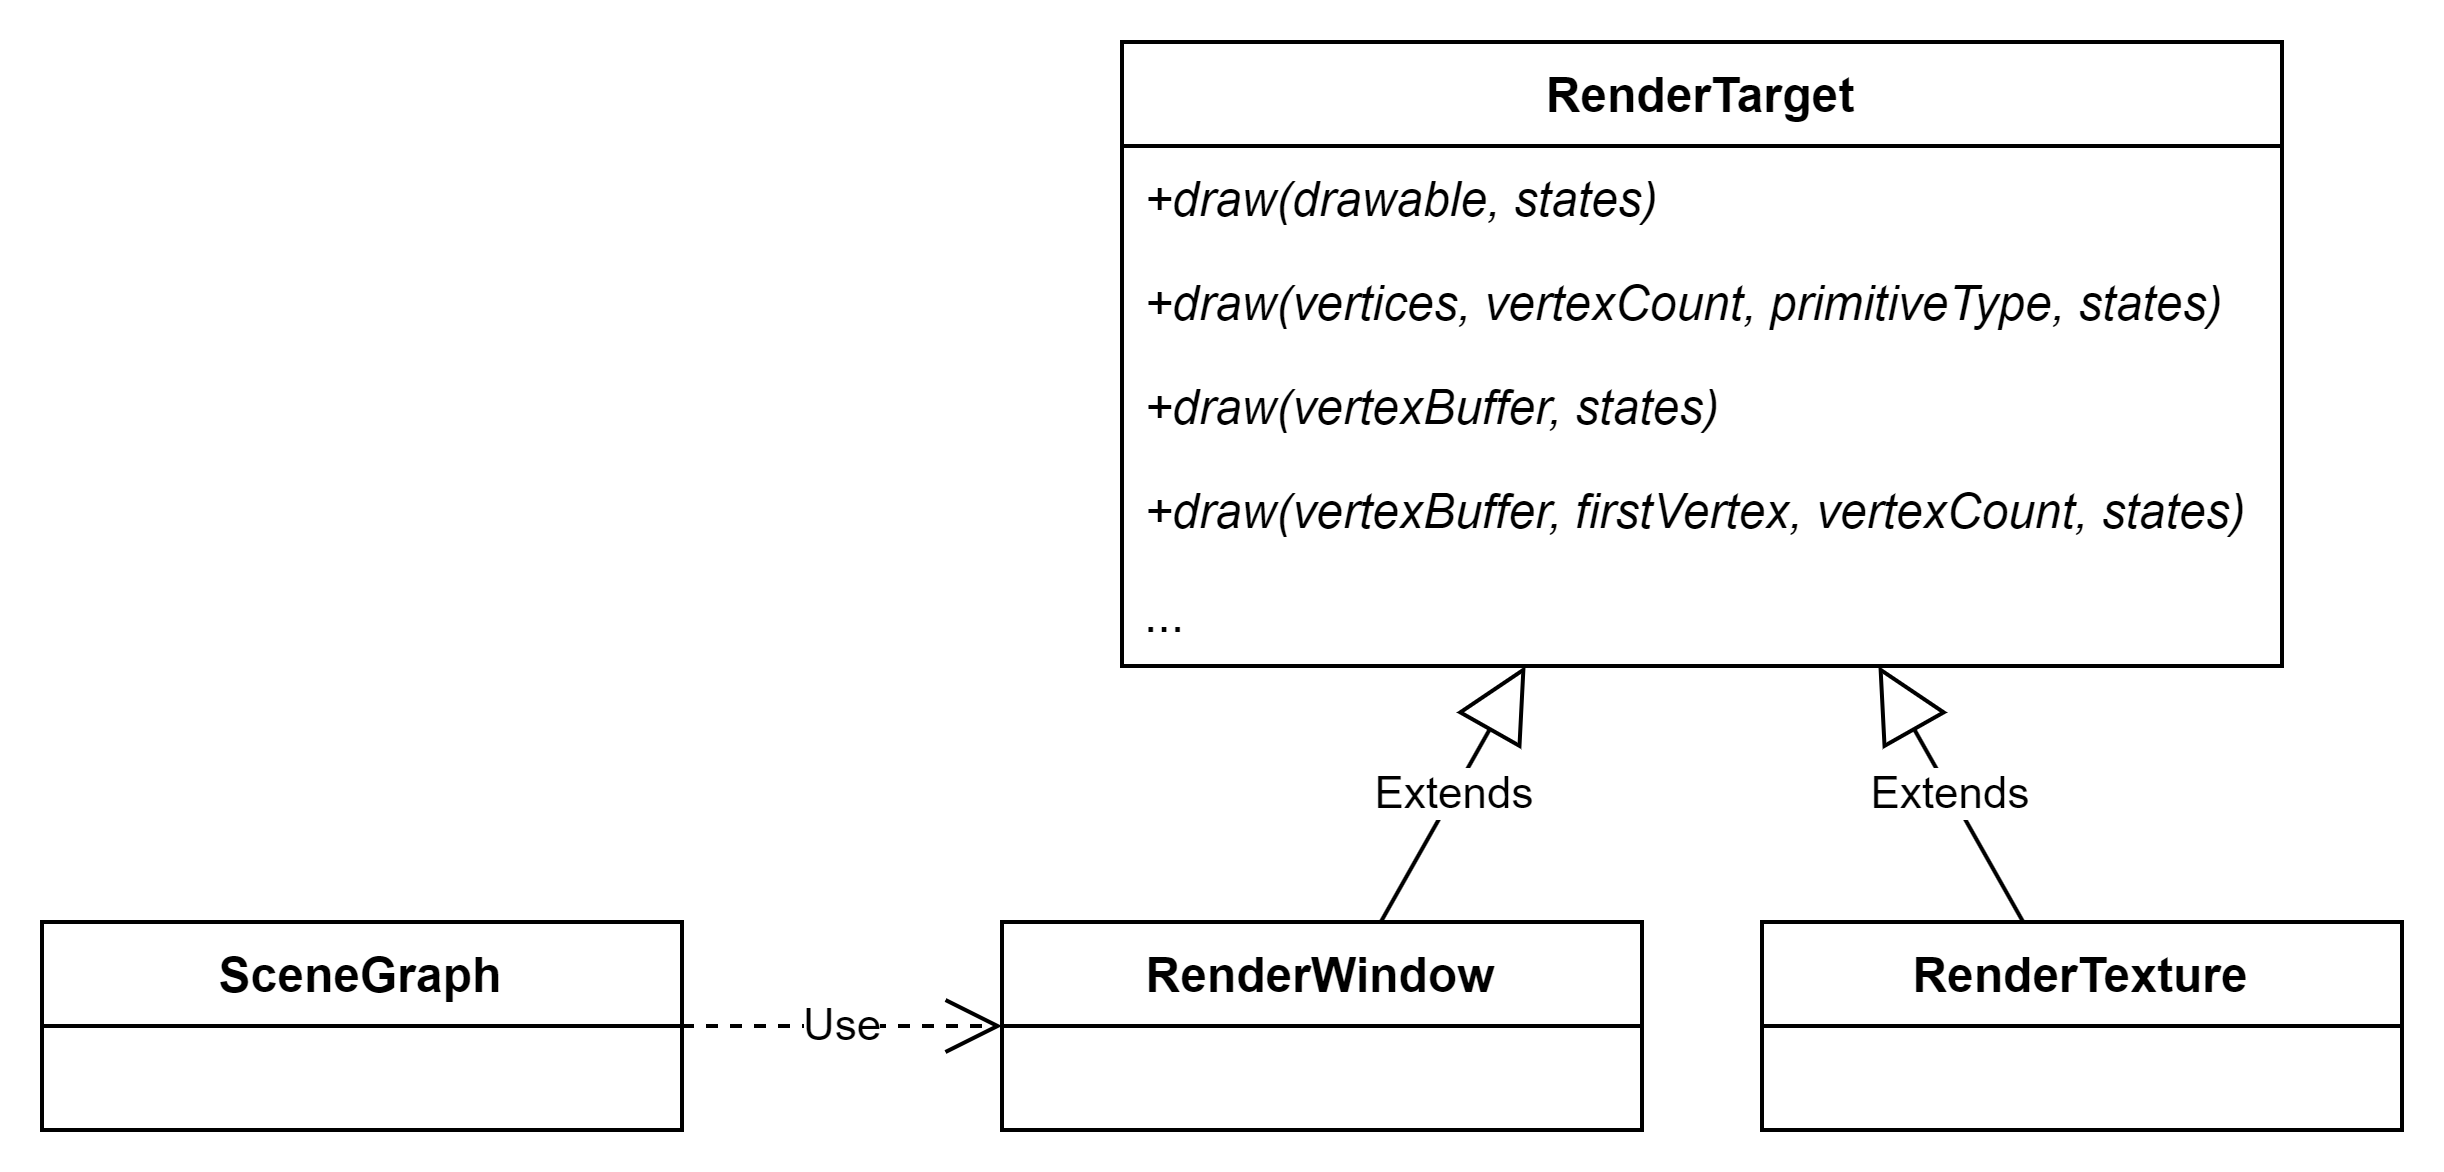 RenderTarget
+draw(drawable, states)
+draw(vertices, vertexCount, primitiveType, states)
+draw(vertexBuffer, states)
+draw(vertexBuffer, firstVertex, vertexCount, states)
...
Extends
Extends
SceneGraph
Use
RenderWindow
RenderTexture